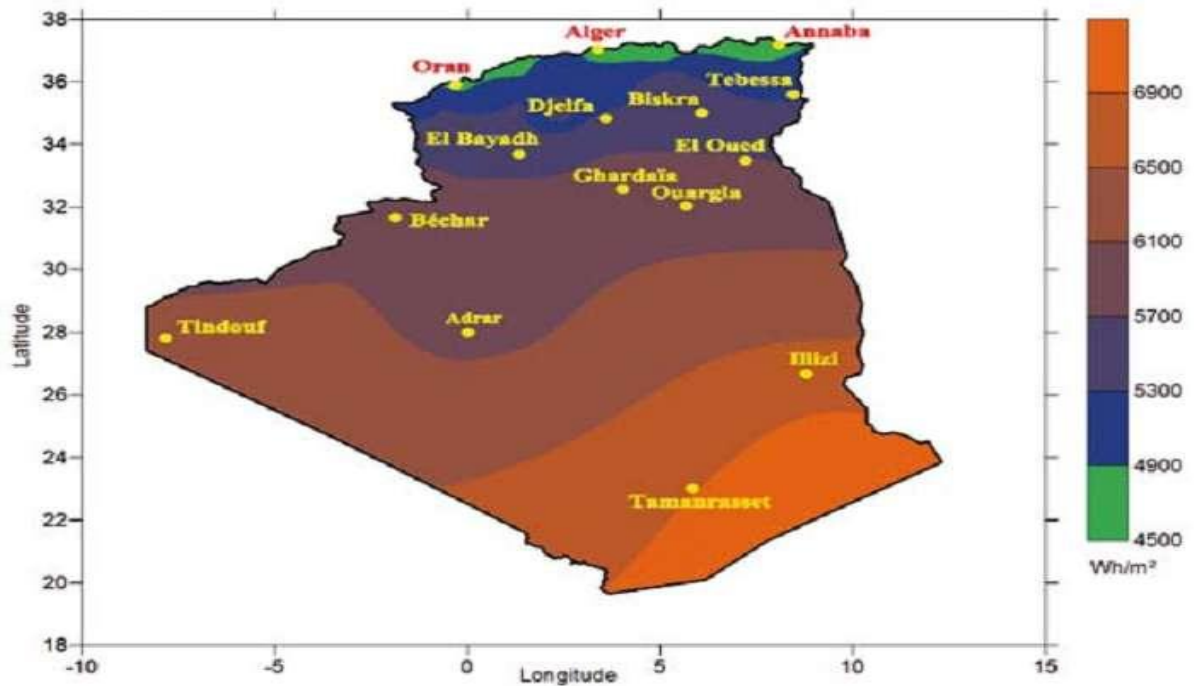 38
36
34
32
30
28
26
24
22
20
18
Latitude
-10
-5
0
5
10
15
Longitude
Alger
Annaba
Oran
Tebessa
Djelfa
Biskra
El Bayadh
El Oued
Ghardaïa
Ouargla
Béchar
Adrar
Tindouf
Illizi
Tamanrasset
6900
6500
6100
5700
5300
4900
4500
Wh/m²